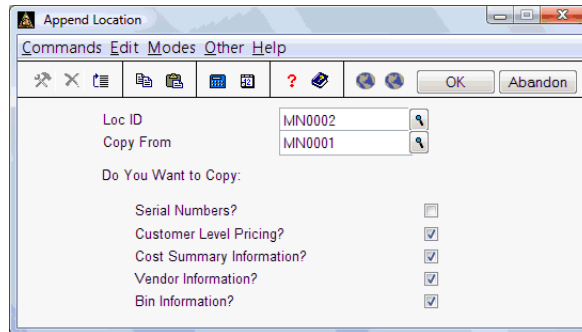 Append Location
Commands Edit Modes Other Help
OK Abandon
Loc ID MN0002
Copy From MN0001
Do You Want to Copy:
Serial Numbers?
Customer Level Pricing?
Cost Summary Information?
Vendor Information?
Bin Information?